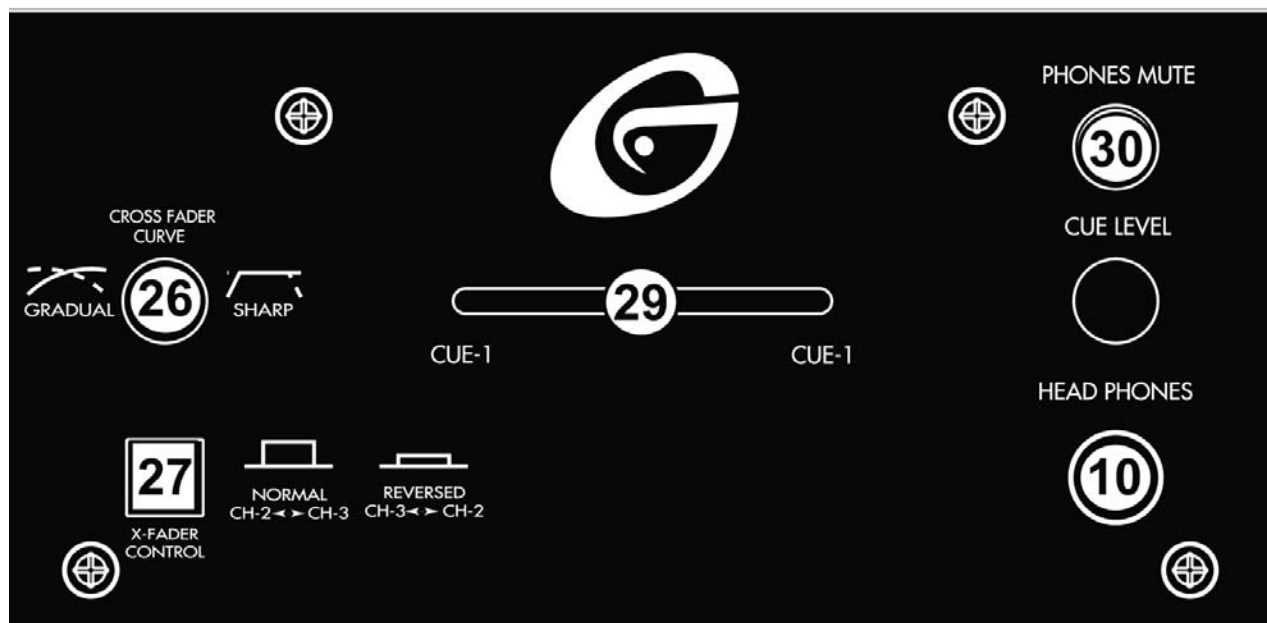 PHONES MUTE
30
CROSS FADER
CURVE
GRADUAL
26
SHARP
29
CUE-1
CUE-1
CUE LEVEL
HEAD PHONES
10
27
X-FADER
CONTROL
NORMAL
CH-2◄ ►CH-3
REVERSED
CH-3◄ ► CH-2